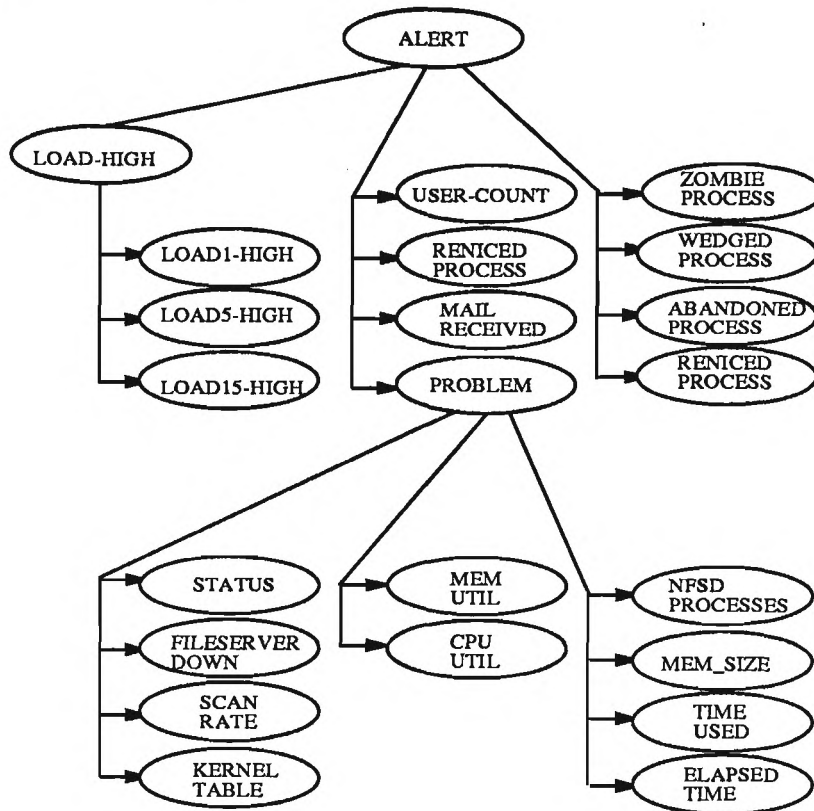 ALERT
LOAD-HIGH
LOAD1-HIGH
LOAD5-HIGH
LOAD15-HIGH
USER-COUNT
RENICED
PROCESS
MAIL
RECEIVED
PROBLEM
ZOMBIE
PROCESS
WEDGED
PROCESS
ABANDONED
PROCESS
RENICED
PROCESS
STATUS
FILESERVER
DOWN
SCAN
RATE
KERNEL
TABLE
MEM
UTIL
CPU
UTIL
NFSD
PROCESSES
MEM_SIZE
TIME
USED
ELAPSED
TIME